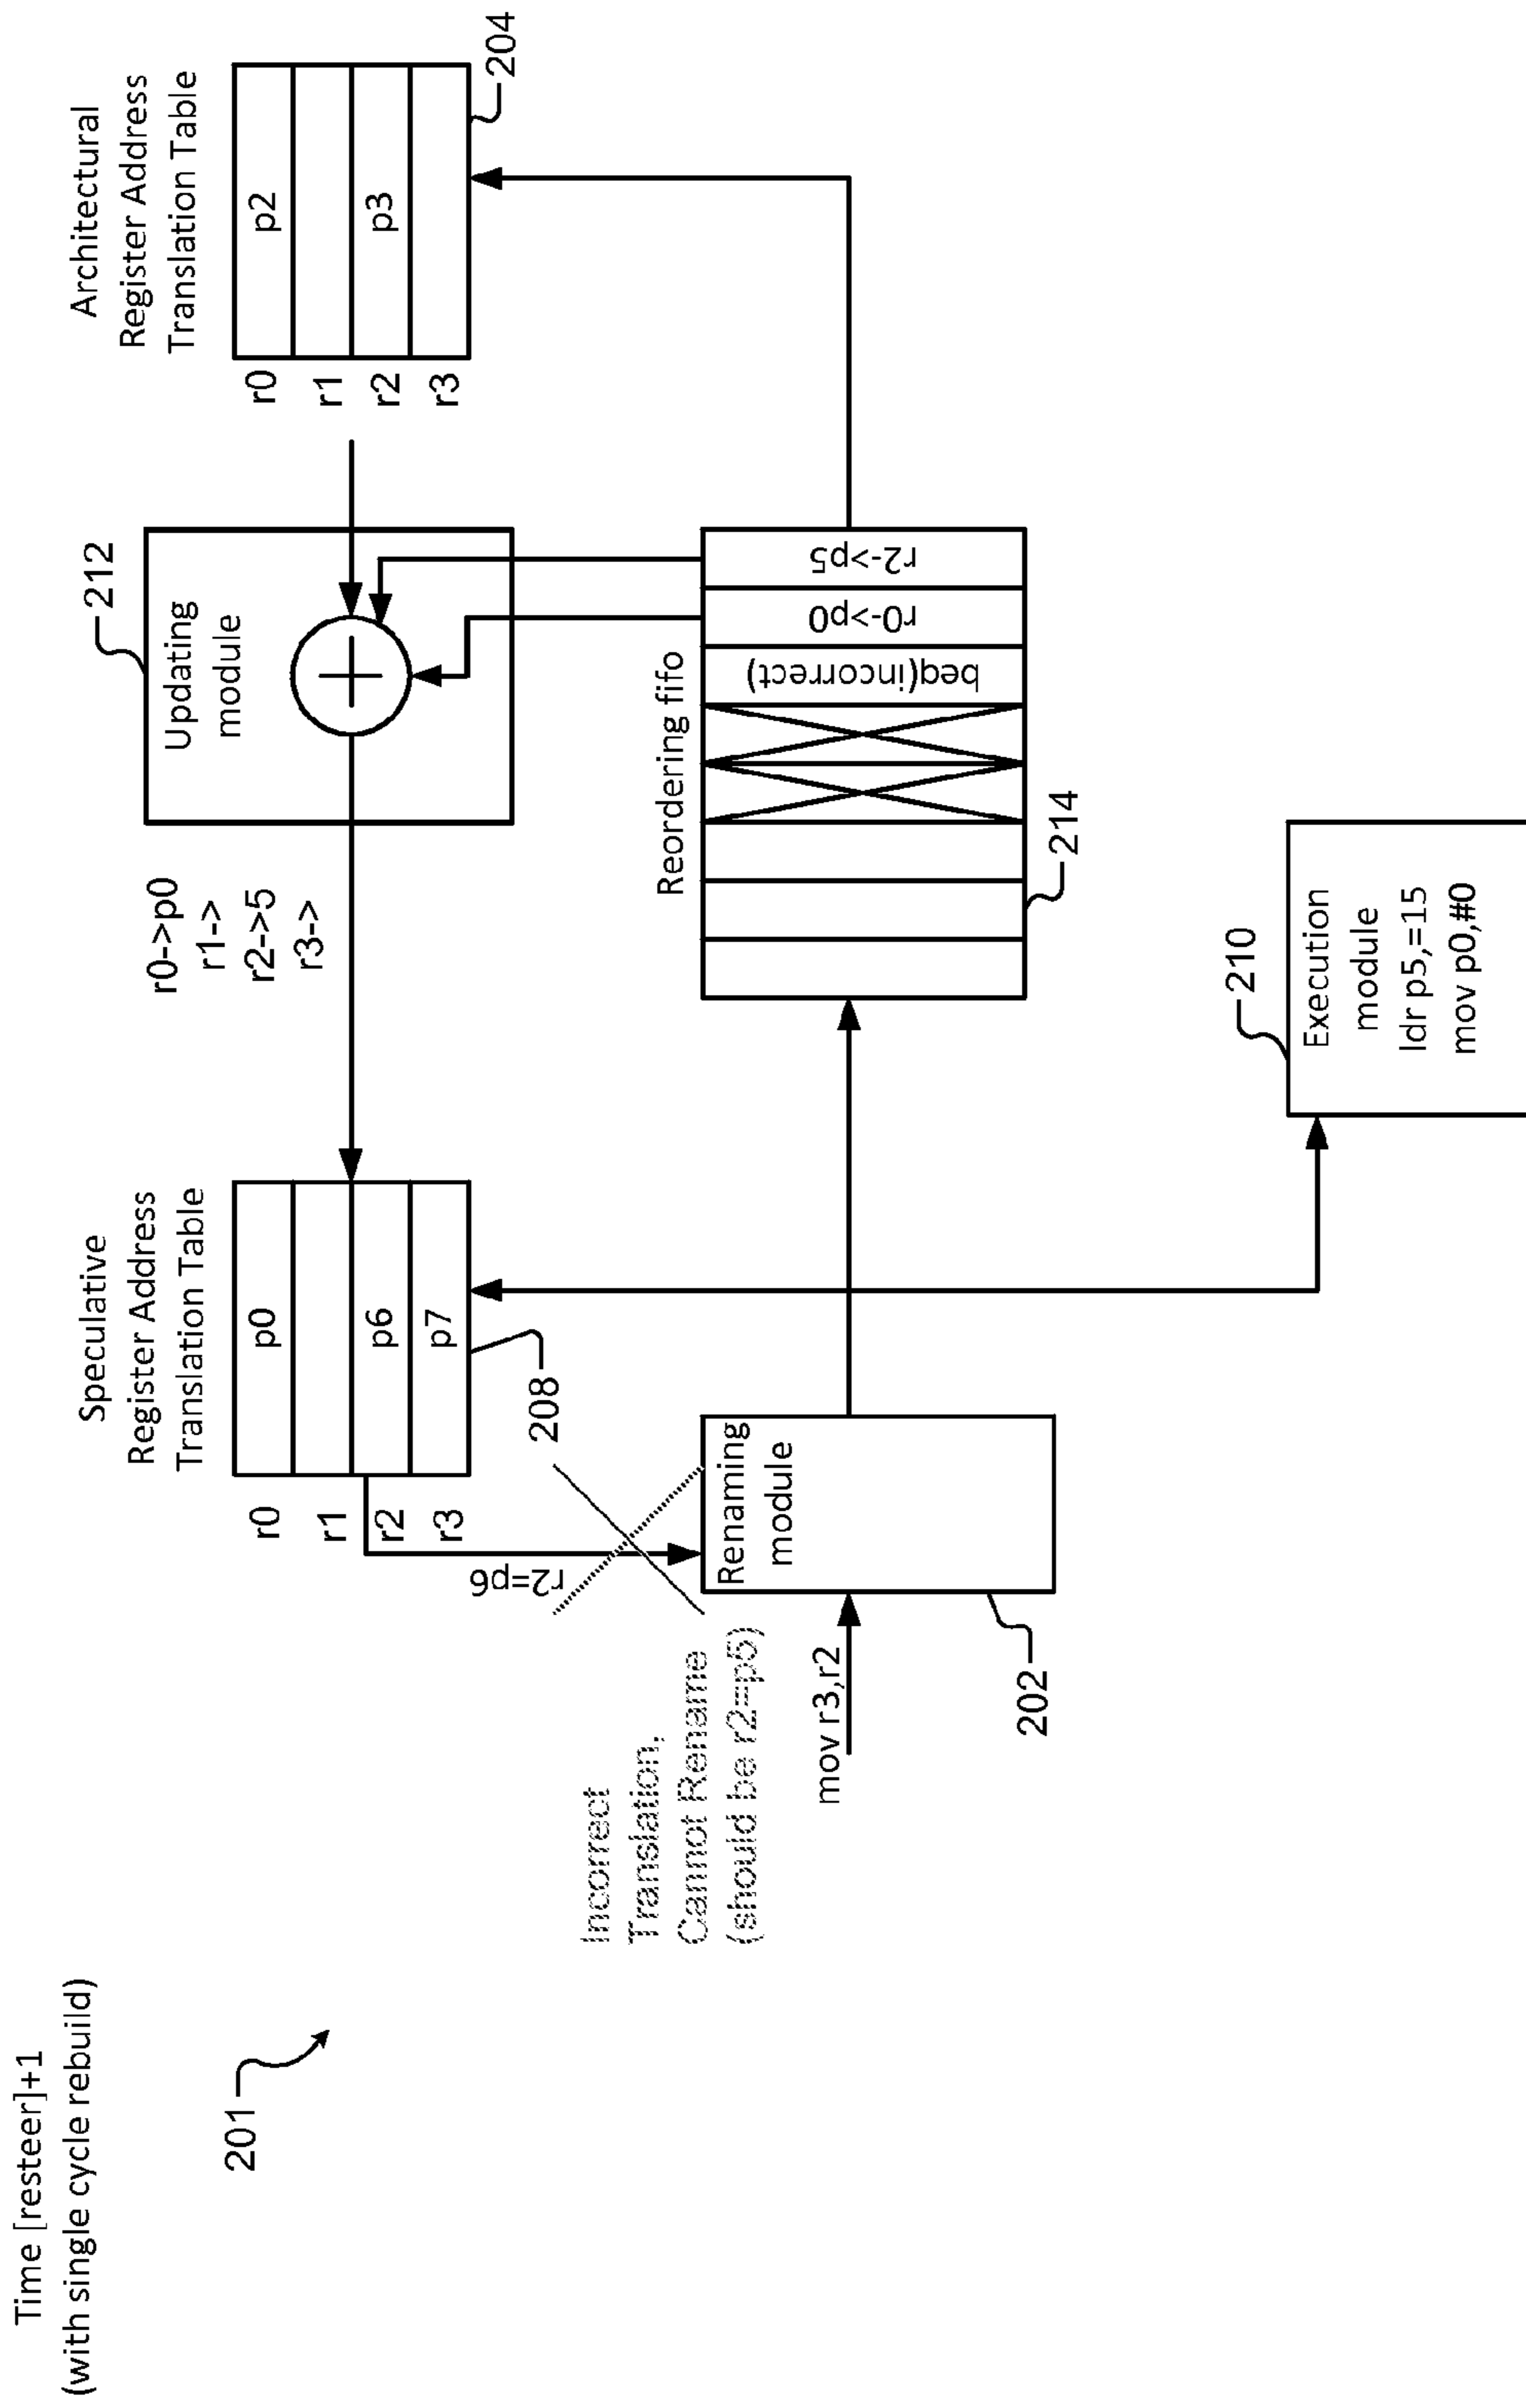 Time [resteer]+1
(with single cycle rebuild)
201
Speculative
Register Address
Translation Table
r0
r1
r2
r3
p0
p6
p7
208
r2=p6
Incorrect
Translation,
Cannot Rename
(should be r2=p5)
mov r3,r2
Renaming
module
202
r0->p0
r1->
r2->5
r3->
212
Updating
module
Architectural
Register Address
Translation Table
r0
r1
r2
r3
p2
p3
204
Reordering fifo
beq(incorrect)
r0->p0
r2->p5
214
210
Execution
module
ldr p5,=15
mov p0,#0